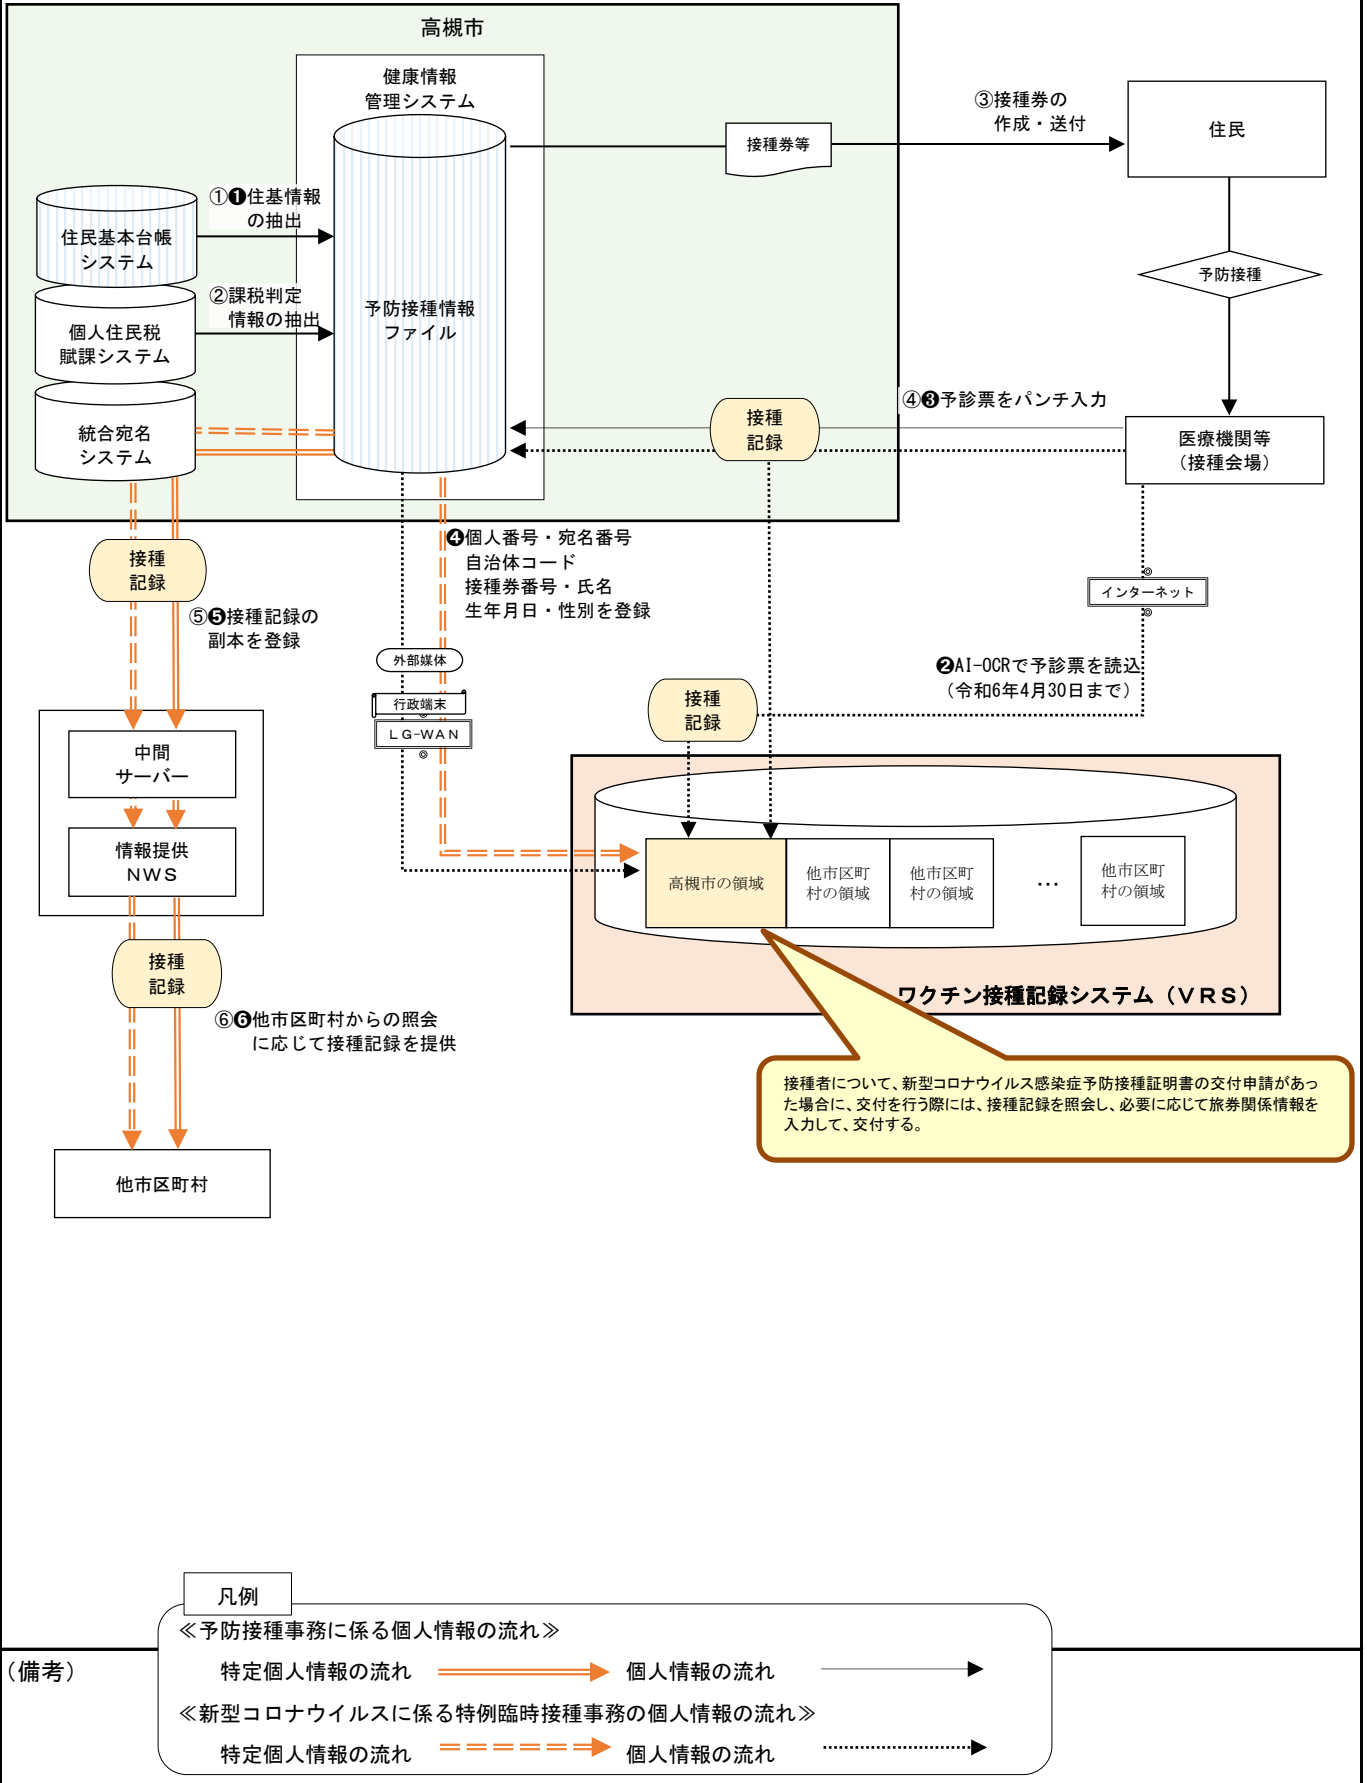 高槻市
健康情報
管理システム
③接種券の
作成・送付
接種券等
住民
①❶住基情報
の抽出
住民基本台帳
システム
予防接種
②課税判定
情報の抽出
予防接種情報
ファイル
個人住民税
賦課システム
④❸予診票をパンチ入力
接種
記録
統合宛名
システム
医療機関等
（接種会場）
❹個人番号・宛名番号
自治体コード
接種券番号・氏名
生年月日・性別を登録
接種
記録
インターネット
⑤❺接種記録の
副本を登録
外部媒体
❷AI-OCRで予診票を読込
（令和6年4月30日まで）
行政端末
ＬＧ-ＷＡＮ
接種
記録
中間
サーバー
情報提供
ＮＷＳ
高槻市の領域
他市区町
村の領域
他市区町
村の領域
…
他市区町
村の領域
接種
記録
ワクチン接種記録システム（ＶＲＳ）
⑥❻他市区町村からの照会
に応じて接種記録を提供
接種者について、新型コロナウイルス感染症予防接種証明書の交付申請があっ
た場合に、交付を行う際には、接種記録を照会し、必要に応じて旅券関係情報を
入力して、交付する。
他市区町村
凡例
≪予防接種事務に係る個人情報の流れ≫
（備考）
特定個人情報の流れ 個人情報の流れ
≪新型コロナウイルスに係る特例臨時接種事務の個人情報の流れ≫
特定個人情報の流れ 個人情報の流れ